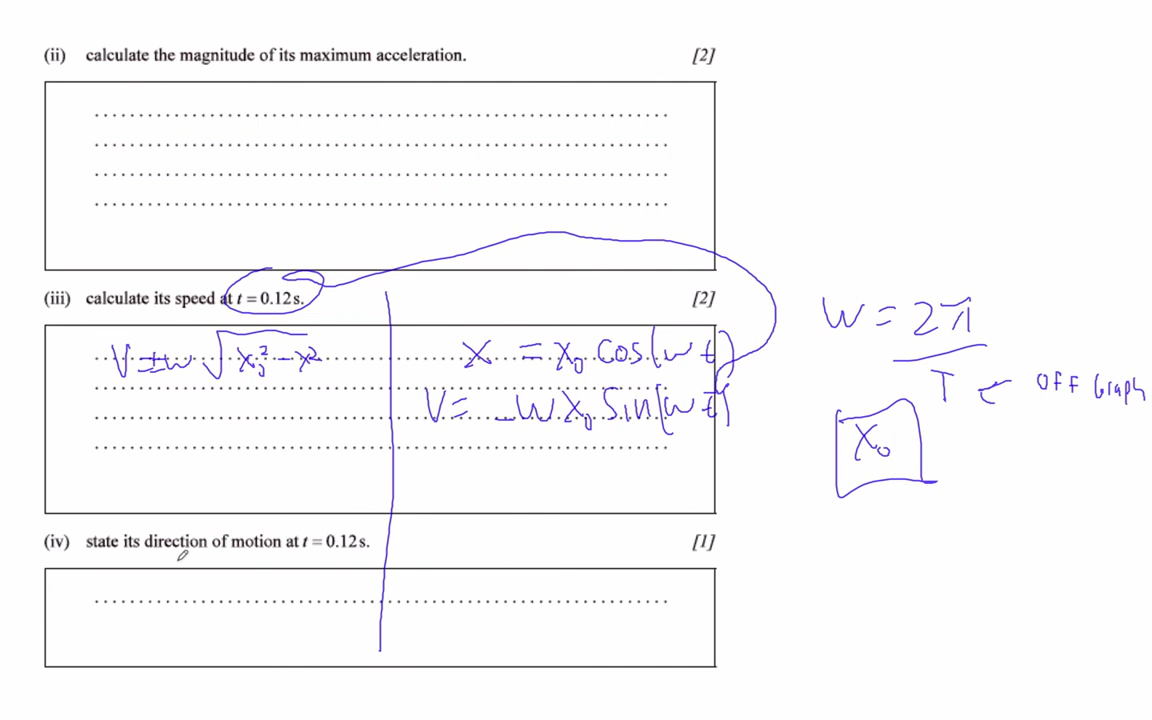 (ii) calculate the magnitude of its maximum acceleration. [2]
(iii) calculate its speed at t = 0.12 s. [2]
V = ±w √(x₀² − x²)
x = x₀ cos(wt)
V = −w x₀ sin(wt)
w = 2π / T ← off Graph
x₀
(iv) state its direction of motion at t = 0.12 s. [1]